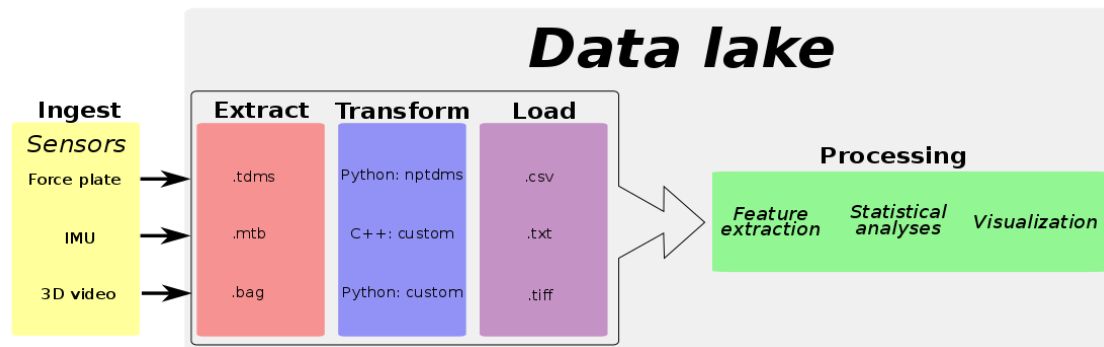 Data lake
Ingest
Extract
Transform
Load
Sensors
Force plate
.tdms
Python: nptdms
.csv
IMU
.mtb
C++: custom
.txt
3D video
.bag
Python: custom
.tiff
Processing
Feature
extraction
Statistical
analyses
Visualization